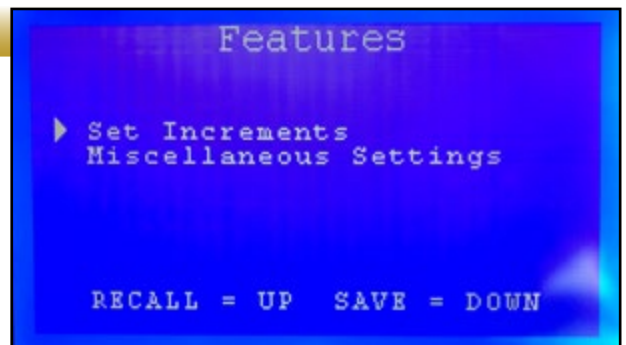 Features
Set Increments
Miscellaneous Settings
RECALL = UP SAVE = DOWN